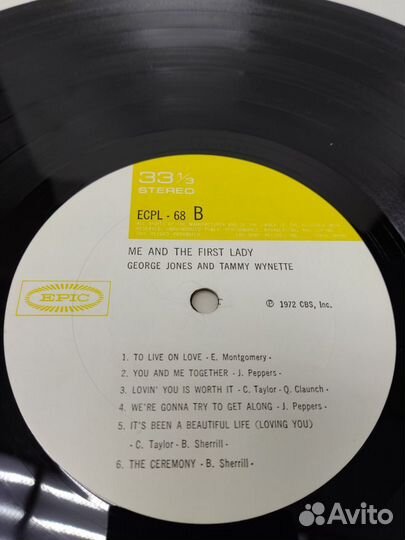 33 1/3
STEREO
ECPL - 68 B
ME AND THE FIRST LADY
GEORGE JONES AND TAMMY WYNETTE
EPIC
℗ 1972 CBS, Inc.
1. TO LIVE ON LOVE - E. Montgomery -
2. YOU AND ME TOGETHER - J. Peppers -
3. LOVIN' YOU IS WORTH IT - C. Taylor - Q. Claunch -
4. WE'RE GONNA TRY TO GET ALONG - J. Peppers -
5. IT'S BEEN A BEAUTIFUL LIFE (LOVING YOU)
- C. Taylor - B. Sherrill -
6. THE CEREMONY - B. Sherrill -
Avito